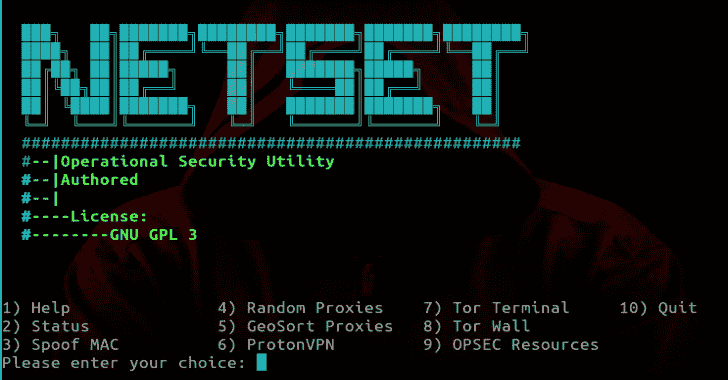 NETSET
###################################################
#--|Operational Security Utility
#--|Authored
#--|
#----License:
#--------GNU GPL 3
1) Help 4) Random Proxies 7) Tor Terminal 10) Quit
2) Status 5) GeoSort Proxies 8) Tor Wall
3) Spoof MAC 6) ProtonVPN 9) OPSEC Resources
Please enter your choice: